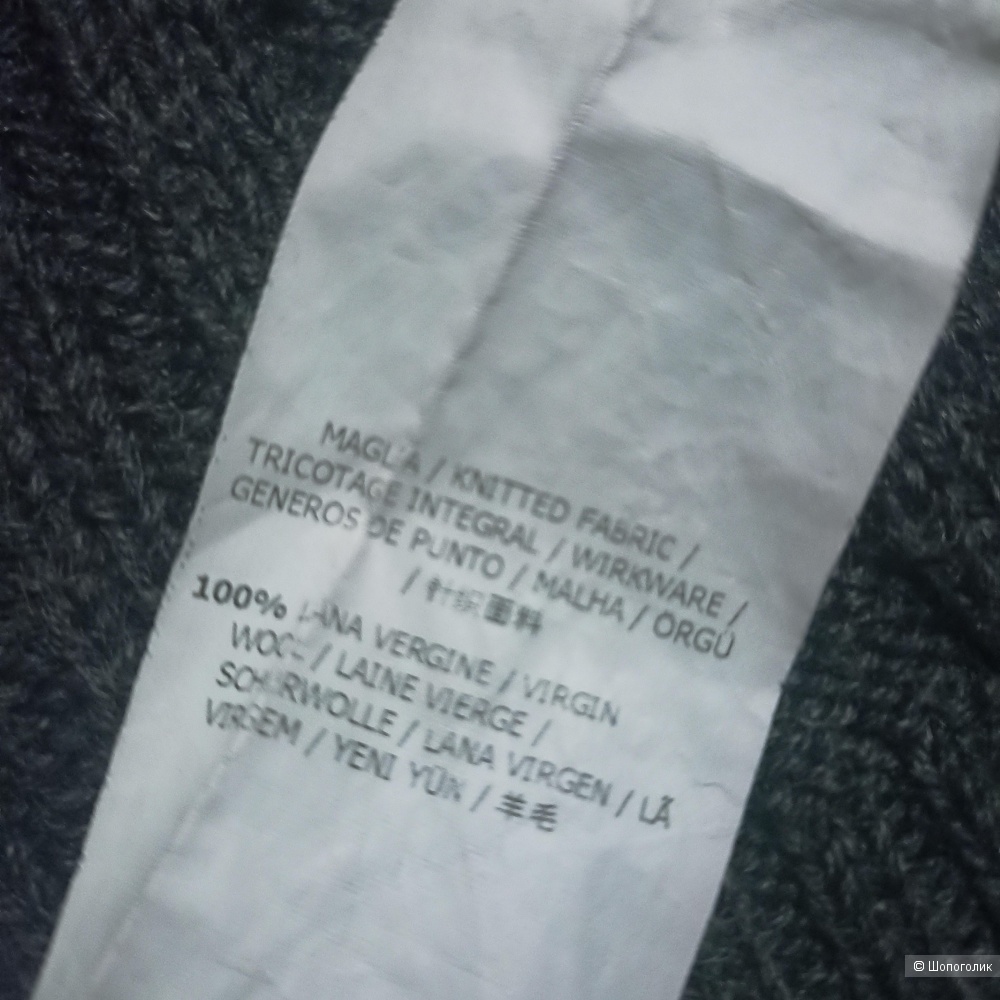 MAGLIA / KNITTED FABRIC /
TRICOTAGE INTEGRAL / WIRKWARE /
GENEROS DE PUNTO / MALHA / ÖRGÜ
/ 针织面料
100% LANA VERGINE / VIRGIN
WOOL / LAINE VIERGE /
SCHURWOLLE / LANA VIRGEN / LÃ
VIRGEM / YENI YÜN / 羊毛
© Шопоголик